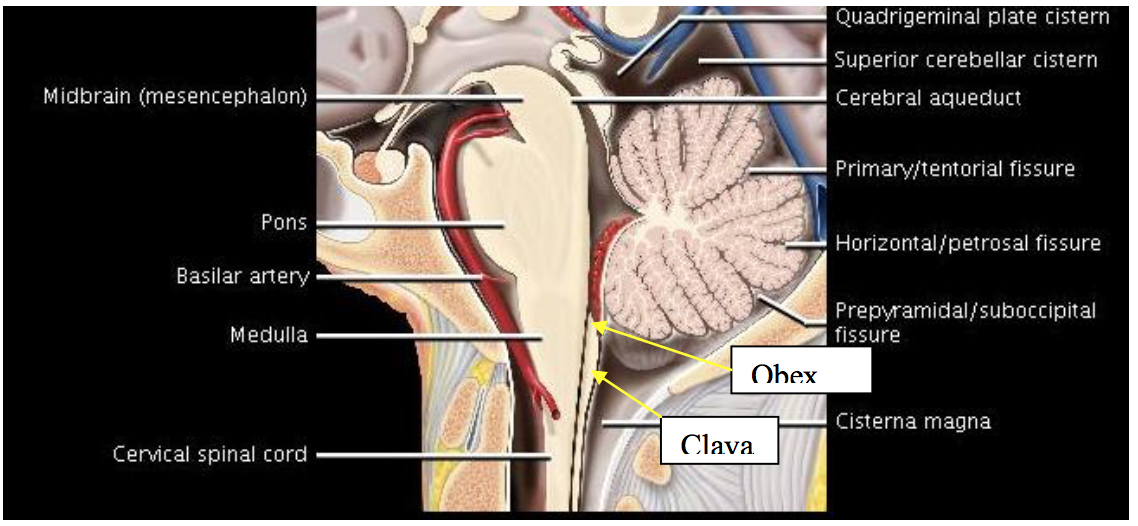 Quadrigeminal plate cistern
Superior cerebellar cistern
Midbrain (mesencephalon)
Cerebral aqueduct
Primary/tentorial fissure
Pons
Horizontal/petrosal fissure
Basilar artery
Prepyramidal/suboccipital
fissure
Medulla
Obex
Cisterna magna
Clava
Cervical spinal cord